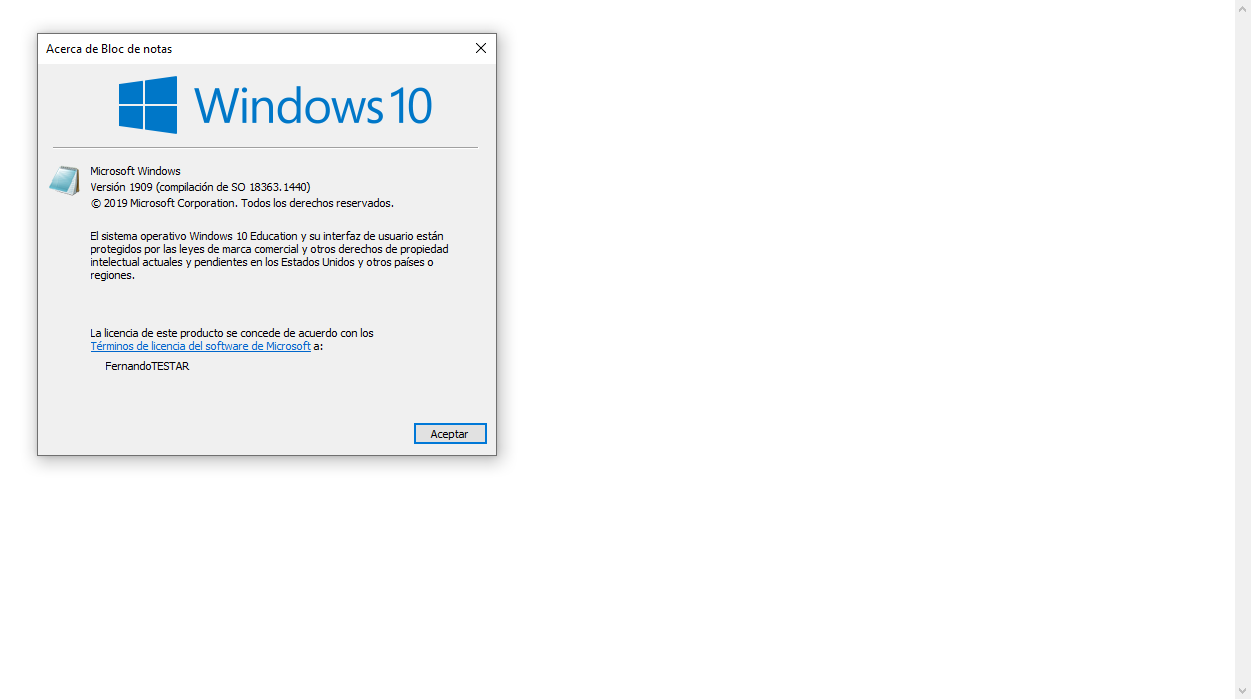 Acerca de Bloc de notas
Windows 10
Microsoft Windows
Versión 1909 (compilación de SO 18363.1440)
© 2019 Microsoft Corporation. Todos los derechos reservados.
El sistema operativo Windows 10 Education y su interfaz de usuario están
protegidos por las leyes de marca comercial y otros derechos de propiedad
intelectual actuales y pendientes en los Estados Unidos y otros países o
regiones.
La licencia de este producto se concede de acuerdo con los
Términos de licencia del software de Microsoft a:
FernandoTESTAR
Aceptar